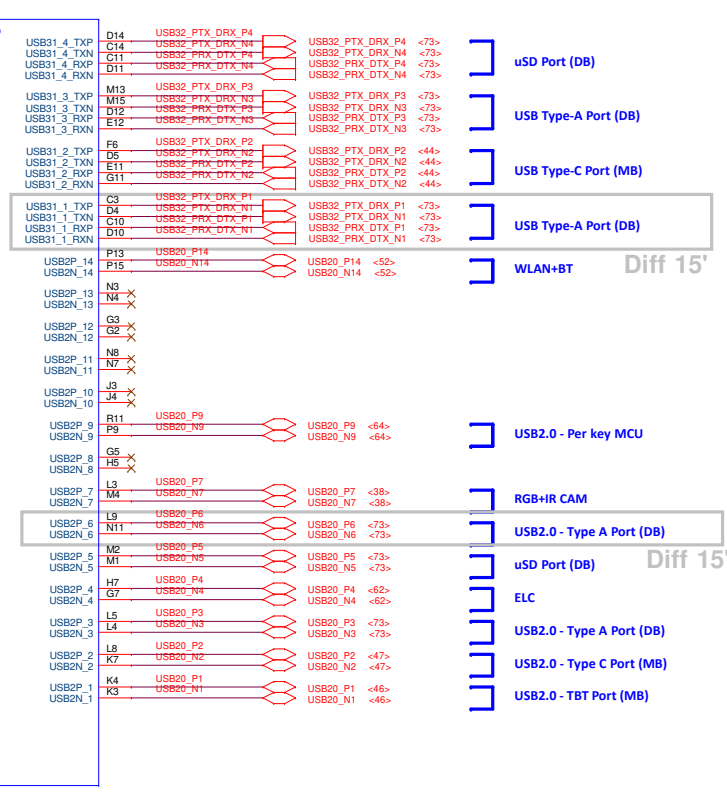 USB31_4_TXP D14 USB32_PTX_DRX_P4 USB32_PTX_DRX_P4 <73>
USB31_4_TXN C14 USB32_PTX_DRX_N4 USB32_PTX_DRX_N4 <73>
USB31_4_RXP C11 USB32_PRX_DTX_P4 USB32_PRX_DTX_P4 <73>
USB31_4_RXN D11 USB32_PRX_DTX_N4 USB32_PRX_DTX_N4 <73>
uSD Port (DB)
USB31_3_TXP M13 USB32_PTX_DRX_P3 USB32_PTX_DRX_P3 <73>
USB31_3_TXN M15 USB32_PTX_DRX_N3 USB32_PTX_DRX_N3 <73>
USB31_3_RXP D12 USB32_PRX_DTX_P3 USB32_PRX_DTX_P3 <73>
USB31_3_RXN E12 USB32_PRX_DTX_N3 USB32_PRX_DTX_N3 <73>
USB Type-A Port (DB)
USB31_2_TXP F6 USB32_PTX_DRX_P2 USB32_PTX_DRX_P2 <44>
USB31_2_TXN D5 USB32_PTX_DRX_N2 USB32_PTX_DRX_N2 <44>
USB31_2_RXP E11 USB32_PRX_DTX_P2 USB32_PRX_DTX_P2 <44>
USB31_2_RXN G11 USB32_PRX_DTX_N2 USB32_PRX_DTX_N2 <44>
USB Type-C Port (MB)
USB31_1_TXP C3 USB32_PTX_DRX_P1 USB32_PTX_DRX_P1 <73>
USB31_1_TXN D4 USB32_PTX_DRX_N1 USB32_PTX_DRX_N1 <73>
USB31_1_RXP C10 USB32_PRX_DTX_P1 USB32_PRX_DTX_P1 <73>
USB31_1_RXN D10 USB32_PRX_DTX_N1 USB32_PRX_DTX_N1 <73>
USB Type-A Port (DB)
Diff 15'
USB2P_14 P13 USB20_P14 USB20_P14 <52>
USB2N_14 P15 USB20_N14 USB20_N14 <52>
WLAN+BT
USB2P_13 N3
USB2N_13 N4
USB2P_12 G3
USB2N_12 G2
USB2P_11 N8
USB2N_11 N7
USB2P_10 J3
USB2N_10 J4
USB2P_9 R11 USB20_P9 USB20_P9 <64>
USB2N_9 P9 USB20_N9 USB20_N9 <64>
USB2.0 - Per key MCU
USB2P_8 G5
USB2N_8 H5
USB2P_7 L3 USB20_P7 USB20_P7 <38>
USB2N_7 M4 USB20_N7 USB20_N7 <38>
RGB+IR CAM
USB2P_6 L9 USB20_P6 USB20_P6 <73>
USB2N_6 N11 USB20_N6 USB20_N6 <73>
USB2.0 - Type A Port (DB)
Diff 15'
USB2P_5 M2 USB20_P5 USB20_P5 <73>
USB2N_5 M1 USB20_N5 USB20_N5 <73>
uSD Port (DB)
USB2P_4 H7 USB20_P4 USB20_P4 <62>
USB2N_4 G7 USB20_N4 USB20_N4 <62>
ELC
USB2P_3 L5 USB20_P3 USB20_P3 <73>
USB2N_3 L4 USB20_N3 USB20_N3 <73>
USB2.0 - Type A Port (DB)
USB2P_2 L8 USB20_P2 USB20_P2 <47>
USB2N_2 K7 USB20_N2 USB20_N2 <47>
USB2.0 - Type C Port (MB)
USB2P_1 K4 USB20_P1 USB20_P1 <46>
USB2N_1 K3 USB20_N1 USB20_N1 <46>
USB2.0 - TBT Port (MB)